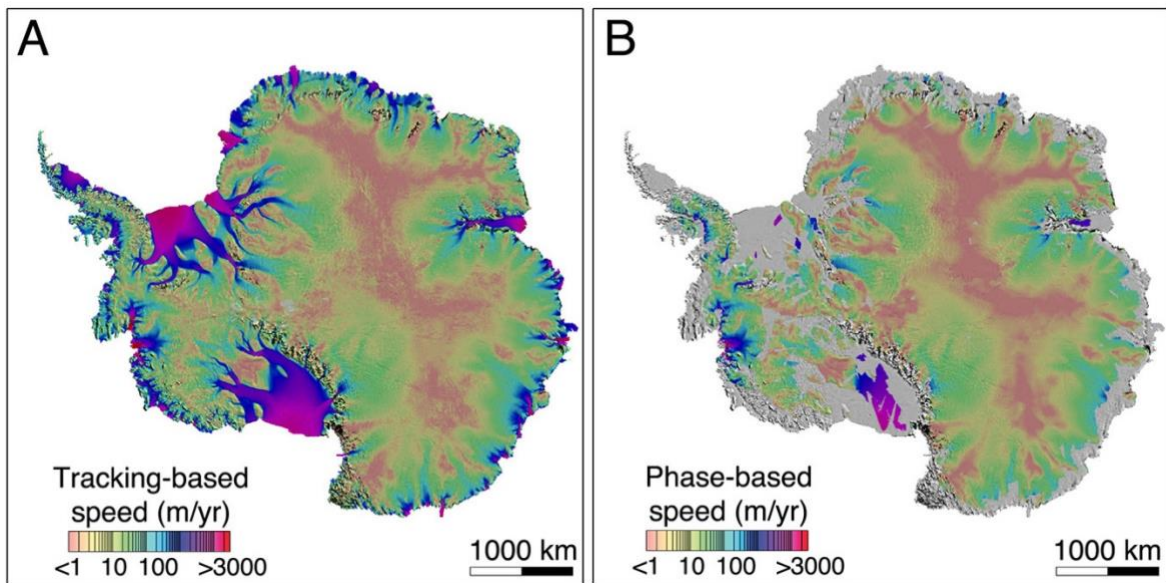 A
Tracking-based
speed (m/yr)
<1 10 100 >3000
1000 km
B
Phase-based
speed (m/yr)
<1 10 100 >3000
1000 km